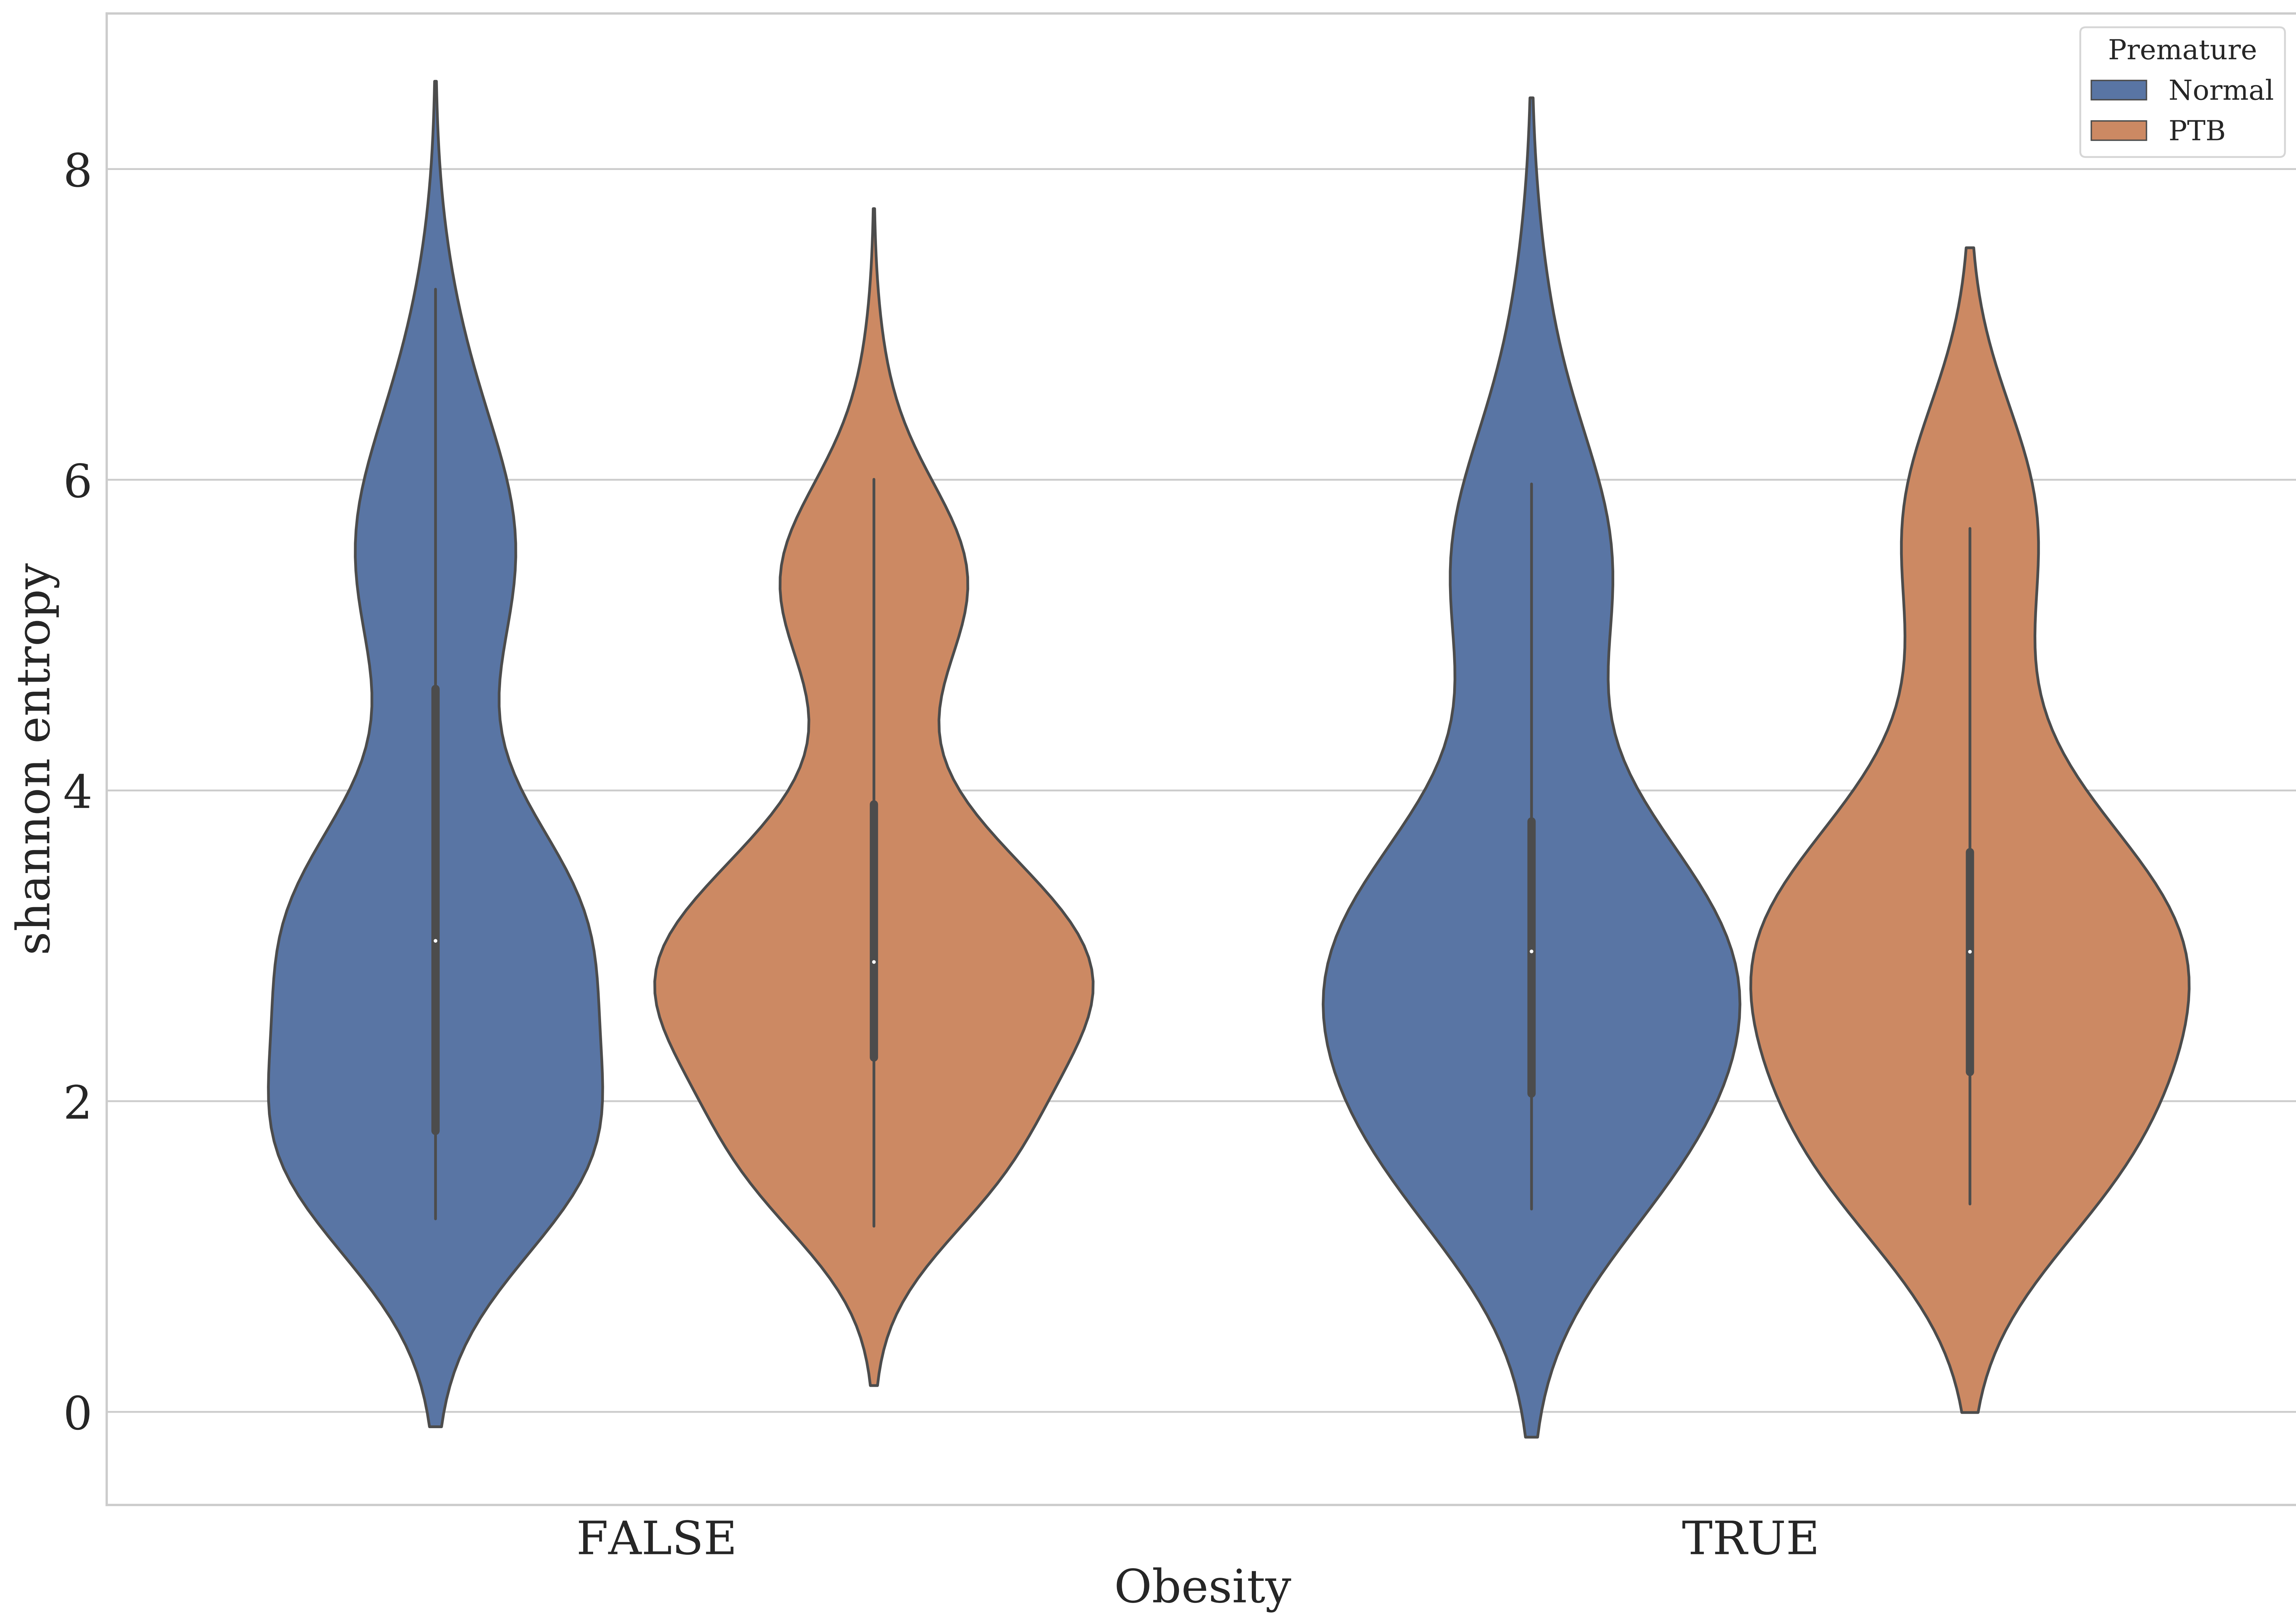 Premature
Normal
PTB
8
6
4
2
0
shannon entropy
FALSE
TRUE
Obesity